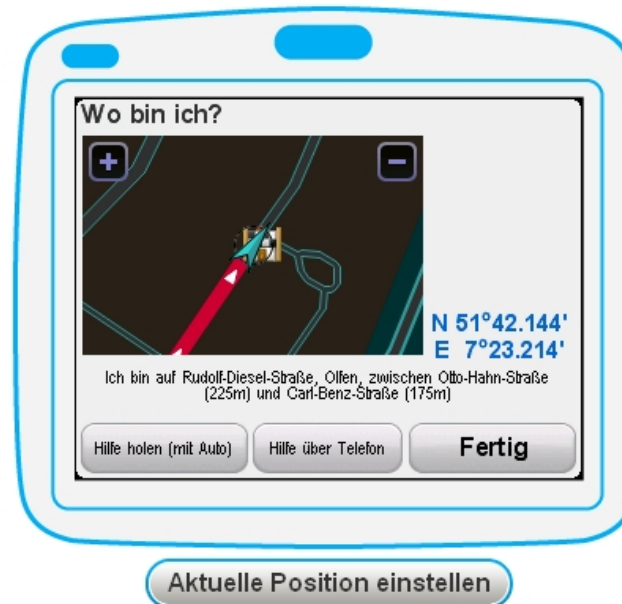 Wo bin ich?
N 51°42.144'
E 7°23.214'
Ich bin auf Rudolf-Diesel-Straße, Olfen, zwischen Otto-Hahn-Straße
(225m) und Carl-Benz-Straße (175m)
Hilfe holen (mit Auto)
Hilfe über Telefon
Fertig
Aktuelle Position einstellen